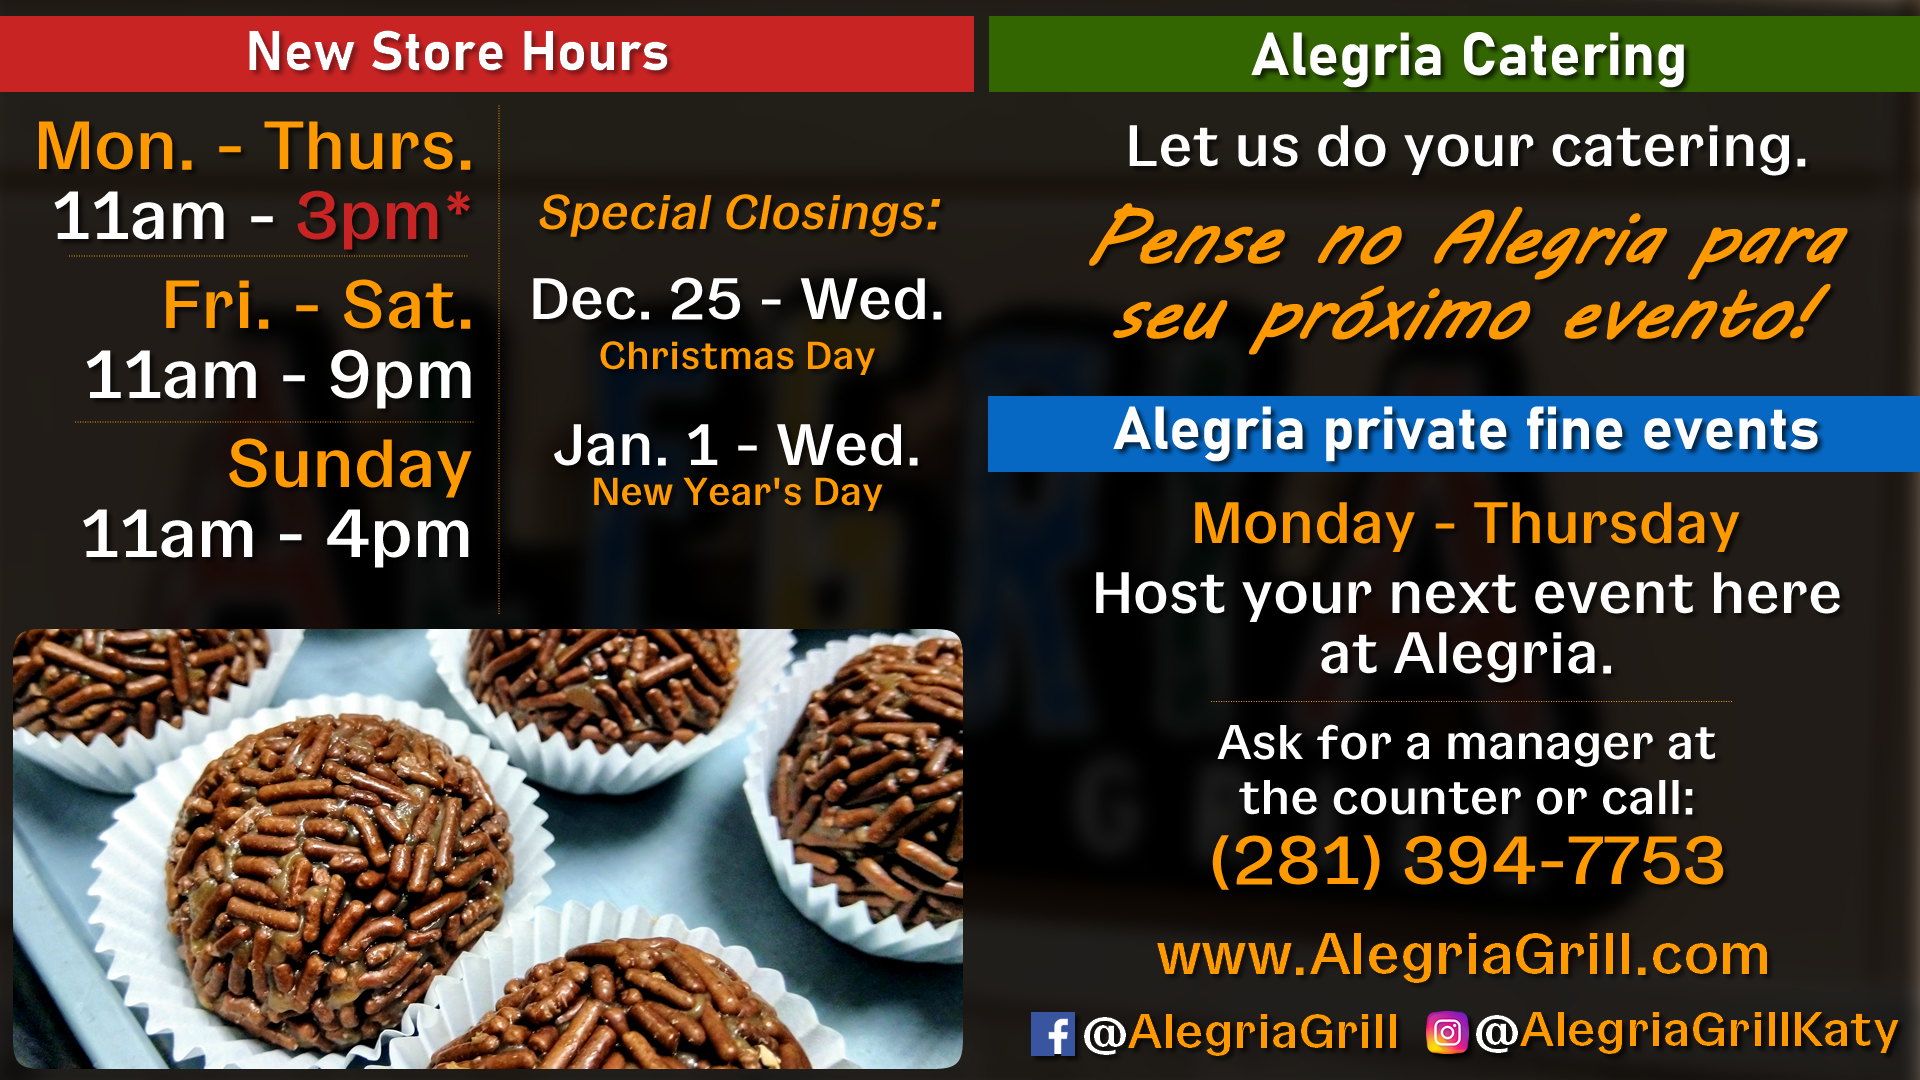 New Store Hours
Mon. - Thurs.
11am - 3pm*
Fri. - Sat.
11am - 9pm
Sunday
11am - 4pm
Special Closings:
Dec. 25 - Wed.
Christmas Day
Jan. 1 - Wed.
New Year's Day
Alegria Catering
Let us do your catering.
Pense no Alegria para
seu próximo evento!
Alegria private fine events
Monday - Thursday
Host your next event here
at Alegria.
Ask for a manager at
the counter or call:
(281) 394-7753
www.AlegriaGrill.com
@AlegriaGrill @AlegriaGrillKaty